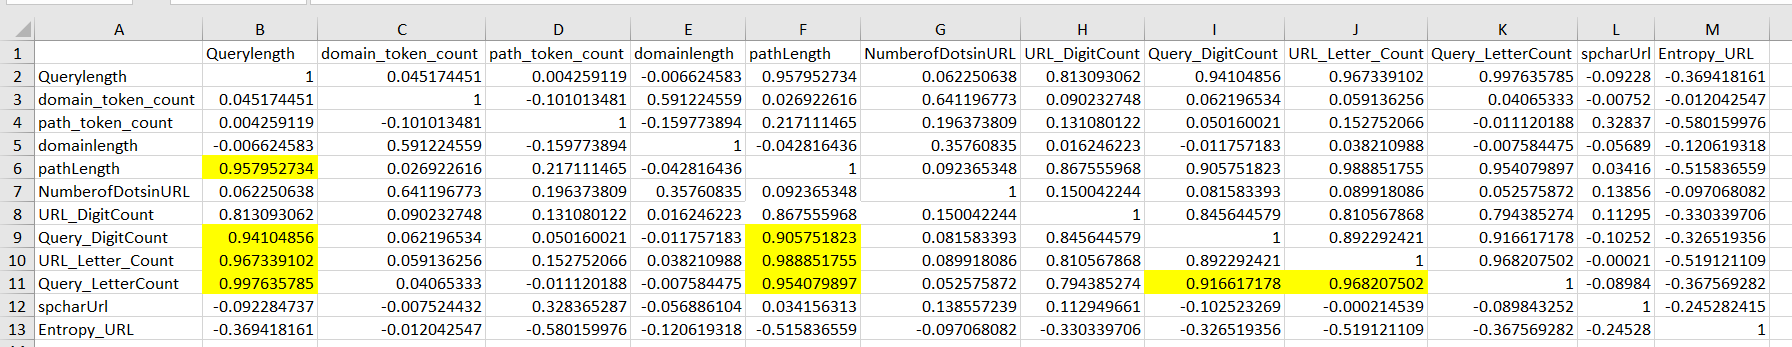 A B C D E F G H I J K L M
1 Querylength domain_token_count path_token_count domainlength pathLength NumberofDotsinURL URL_DigitCount Query_DigitCount URL_Letter_Count Query_LetterCount spcharUrl Entropy_URL
2 Querylength 1 0.045174451 0.004259119 -0.006624583 0.957952734 0.062250638 0.813093062 0.94104856 0.967339102 0.997635785 -0.09228 -0.369418161
3 domain_token_count 0.045174451 1 -0.101013481 0.591224559 0.026922616 0.641196773 0.090232748 0.062196534 0.059136256 0.04065333 -0.00752 -0.012042547
4 path_token_count 0.004259119 -0.101013481 1 -0.159773894 0.217111465 0.196373809 0.131080122 0.050160021 0.152752066 -0.011120188 0.32837 -0.580159976
5 domainlength -0.006624583 0.591224559 -0.159773894 1 -0.042816436 0.35760835 0.016246223 -0.011757183 0.038210988 -0.007584475 -0.05689 -0.120619318
6 pathLength 0.957952734 0.026922616 0.217111465 -0.042816436 1 0.092365348 0.867555968 0.905751823 0.988851755 0.954079897 0.03416 -0.515836559
7 NumberofDotsinURL 0.062250638 0.641196773 0.196373809 0.35760835 0.092365348 1 0.150042244 0.081583393 0.089918086 0.052575872 0.13856 -0.097068082
8 URL_DigitCount 0.813093062 0.090232748 0.131080122 0.016246223 0.867555968 0.150042244 1 0.845644579 0.810567868 0.794385274 0.11295 -0.330339706
9 Query_DigitCount 0.94104856 0.062196534 0.050160021 -0.011757183 0.905751823 0.081583393 0.845644579 1 0.892292421 0.916617178 -0.10252 -0.326519356
10 URL_Letter_Count 0.967339102 0.059136256 0.152752066 0.038210988 0.988851755 0.089918086 0.810567868 0.892292421 1 0.968207502 -0.00021 -0.519121109
11 Query_LetterCount 0.997635785 0.04065333 -0.011120188 -0.007584475 0.954079897 0.052575872 0.794385274 0.916617178 0.968207502 1 -0.08984 -0.367569282
12 spcharUrl -0.092284737 -0.007524432 0.328365287 -0.056886104 0.034156313 0.138557239 0.112949661 -0.102523269 -0.000214539 -0.089843252 1 -0.245282415
13 Entropy_URL -0.369418161 -0.012042547 -0.580159976 -0.120619318 -0.515836559 -0.097068082 -0.330339706 -0.326519356 -0.519121109 -0.367569282 -0.24528 1